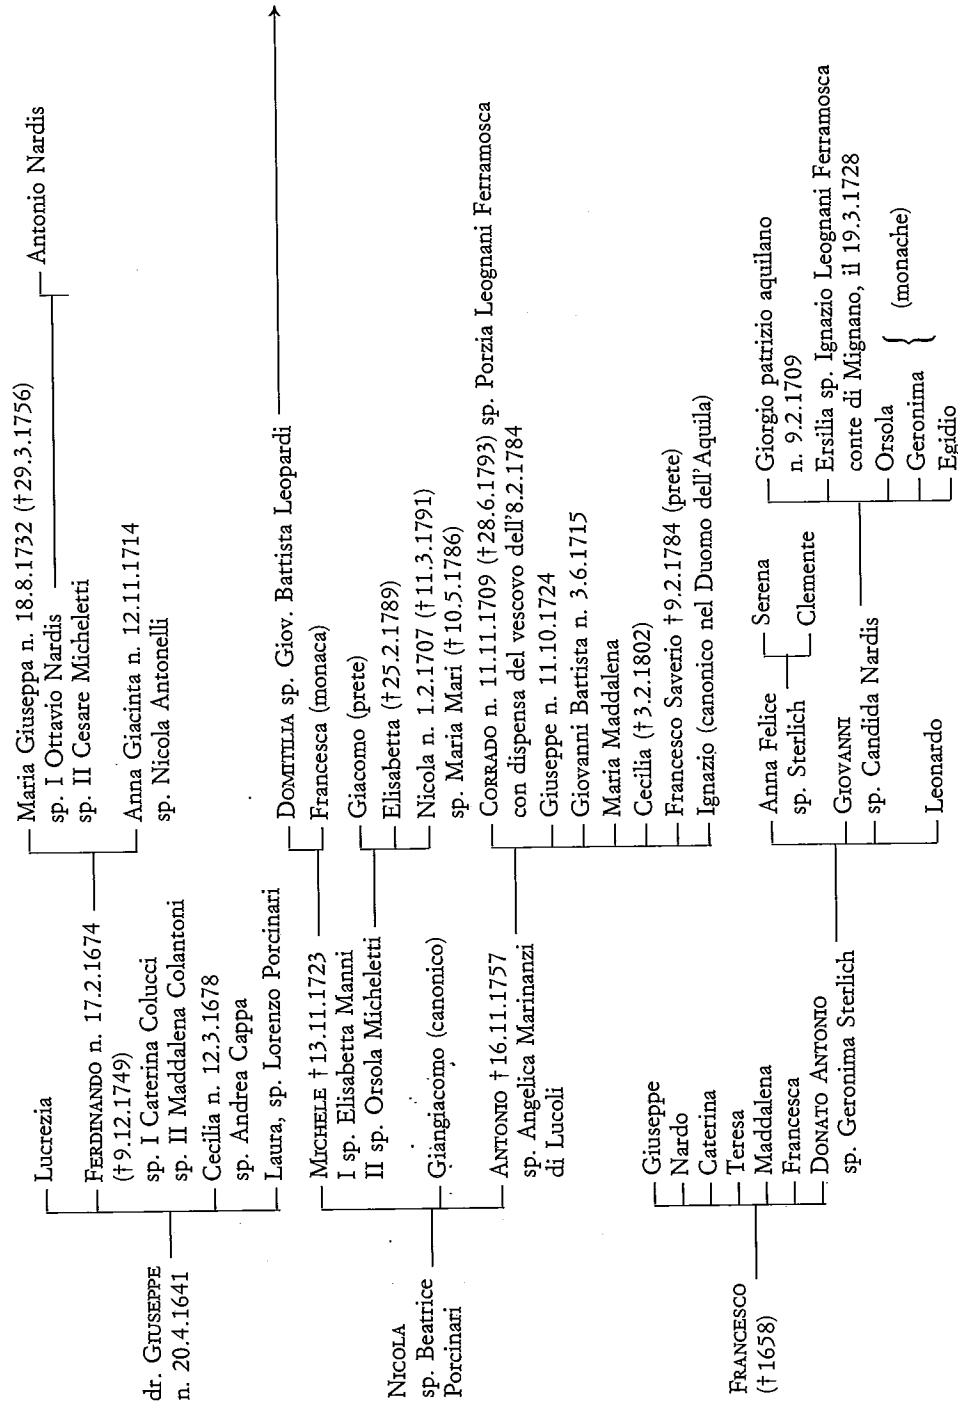 dr. GIUSEPPE
n. 20.4.1641
Lucrezia
FERDINANDO n. 17.2.1674
(†9.12.1749)
sp. I Caterina Colucci
sp. II Maddalena Colantoni
Cecilia n. 12.3.1678
sp. Andrea Cappa
Laura, sp. Lorenzo Porcinari
Maria Giuseppa n. 18.8.1732 (†29.3.1756)
sp. I Ottavio Nardis
sp. II Cesare Micheletti
Anna Giacinta n. 12.11.1714
sp. Nicola Antonelli
Antonio Nardis
NICOLA
sp. Beatrice
Porcinari
MICHELE †13.11.1723
I sp. Elisabetta Manni
III sp. Orsola Micheletti
Giangiacomo (canonico)
ANTONIO †16.11.1757
sp. Angelica Marinanzi
di Lucoli
DOMITILIA sp. Giov. Battista Leopardi
Francesca (monaca)
Giacomo (prete)
Elisabetta (†25.2.1789)
Nicola n. 1.2.1707 (†11.3.1791)
sp. Maria Mari (†10.5.1786)
CORRADO n. 11.11.1709 (†28.6.1793) sp. Porzia Leognani Ferramosca
con dispensa del vescovo dell'8.2.1784
Giuseppe n. 11.10.1724
Giovanni Battista n. 3.6.1715
Maria Maddalena
Cecilia (†3.2.1802)
Francesco Saverio †9.2.1784 (prete)
Ignazio (canonico nel Duomo dell'Aquila)
FRANCESCO
(†1658)
Giuseppe
Nardo
Caterina
Teresa
Maddalena
Francesca
DONATO ANTONIO
sp. Geronima Sterlich
Anna Felice
sp. Sterlich
GIOVANNI
sp. Candida Nardis
Leonardo
Serena
Clemente
Giorgio patrizio aquilano
n. 9.2.1709
Ersilia sp. Ignazio Leognani Ferramosca
conte di Mignano, il 19.3.1728
Orsola
Geronima { (monache)
Egidio